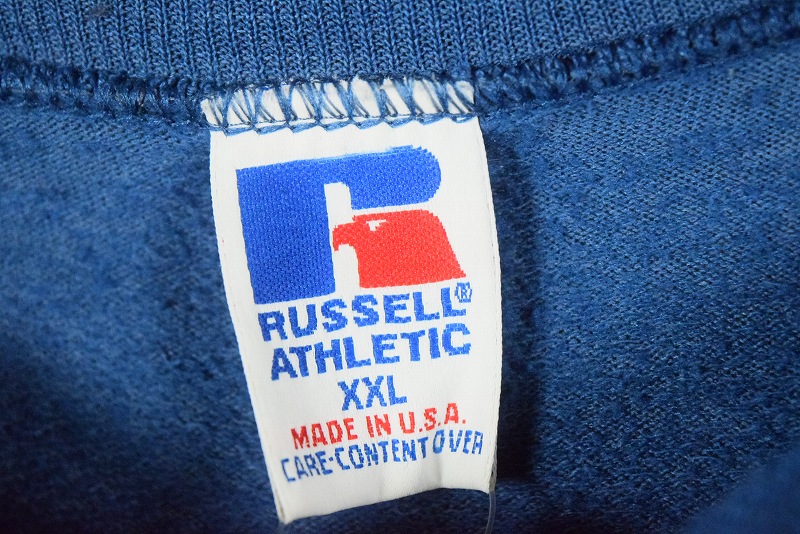 RUSSELL®
ATHLETIC
XXL
MADE IN U.S.A.
CARE-CONTENT OVER